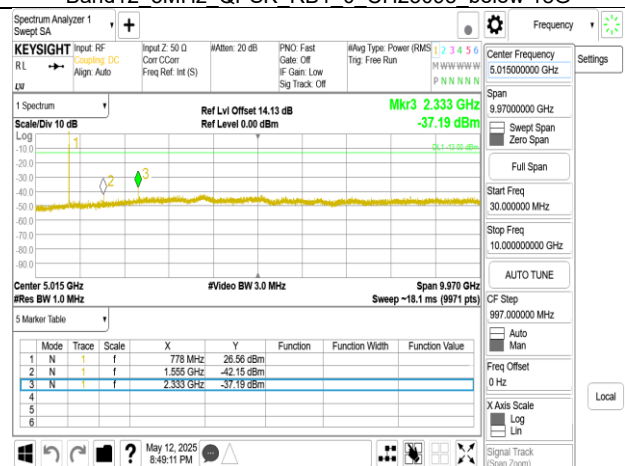 Spectrum Analyzer 1
Swept SA
+
Frequency
KEYSIGHT
RL
LW
Input: RF
Coupling: DC
Align: Auto
Input Z: 50 Ω
Corr CCorr
Freq Ref: Int (S)
#Atten: 20 dB
PNO: Fast
Gate: Off
IF Gain: Low
Sig Track: Off
#Avg Type: Power (RMS
Trig: Free Run
1 2 3 4 5 6
M W W W W W
P N N N N N
Center Frequency
5.015000000 GHz
Settings
Span
9.97000000 GHz
Swept Span
Zero Span
Full Span
Start Freq
30.000000 MHz
Stop Freq
10.000000000 GHz
AUTO TUNE
CF Step
997.000000 MHz
Auto
Man
Freq Offset
0 Hz
X Axis Scale
Log
Lin
Local
Signal Track
(Span Zoom)
1 Spectrum
Scale/Div 10 dB
Ref Lvl Offset 14.13 dB
Ref Level 0.00 dBm
Mkr3 2.333 GHz
-37.19 dBm
Log
-10.0
-20.0
-30.0
-40.0
-50.0
-60.0
-70.0
-80.0
-90.0
1
2
3
DL1 -13.00 dBm
Center 5.015 GHz
#Video BW 3.0 MHz
Span 9.970 GHz
#Res BW 1.0 MHz
Sweep ~18.1 ms (9971 pts)
5 Marker Table
Mode Trace Scale X Y Function Function Width Function Value
1 N 1 f 778 MHz 26.56 dBm
2 N 1 f 1.555 GHz -42.15 dBm
3 N 1 f 2.333 GHz -37.19 dBm
4
5
6
?
May 12, 2025
8:49:11 PM